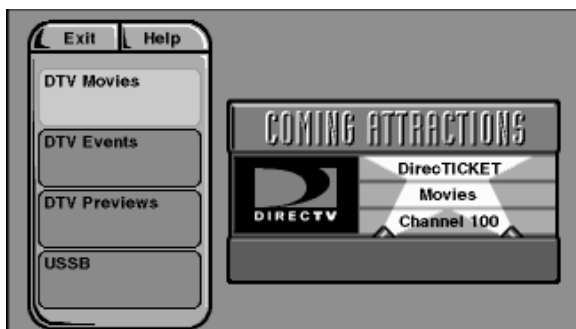 Exit Help
DTV Movies
DTV Events
DTV Previews
USSB
COMING ATTRACTIONS
DirecTICKET
Movies
Channel 100
DIRECTV